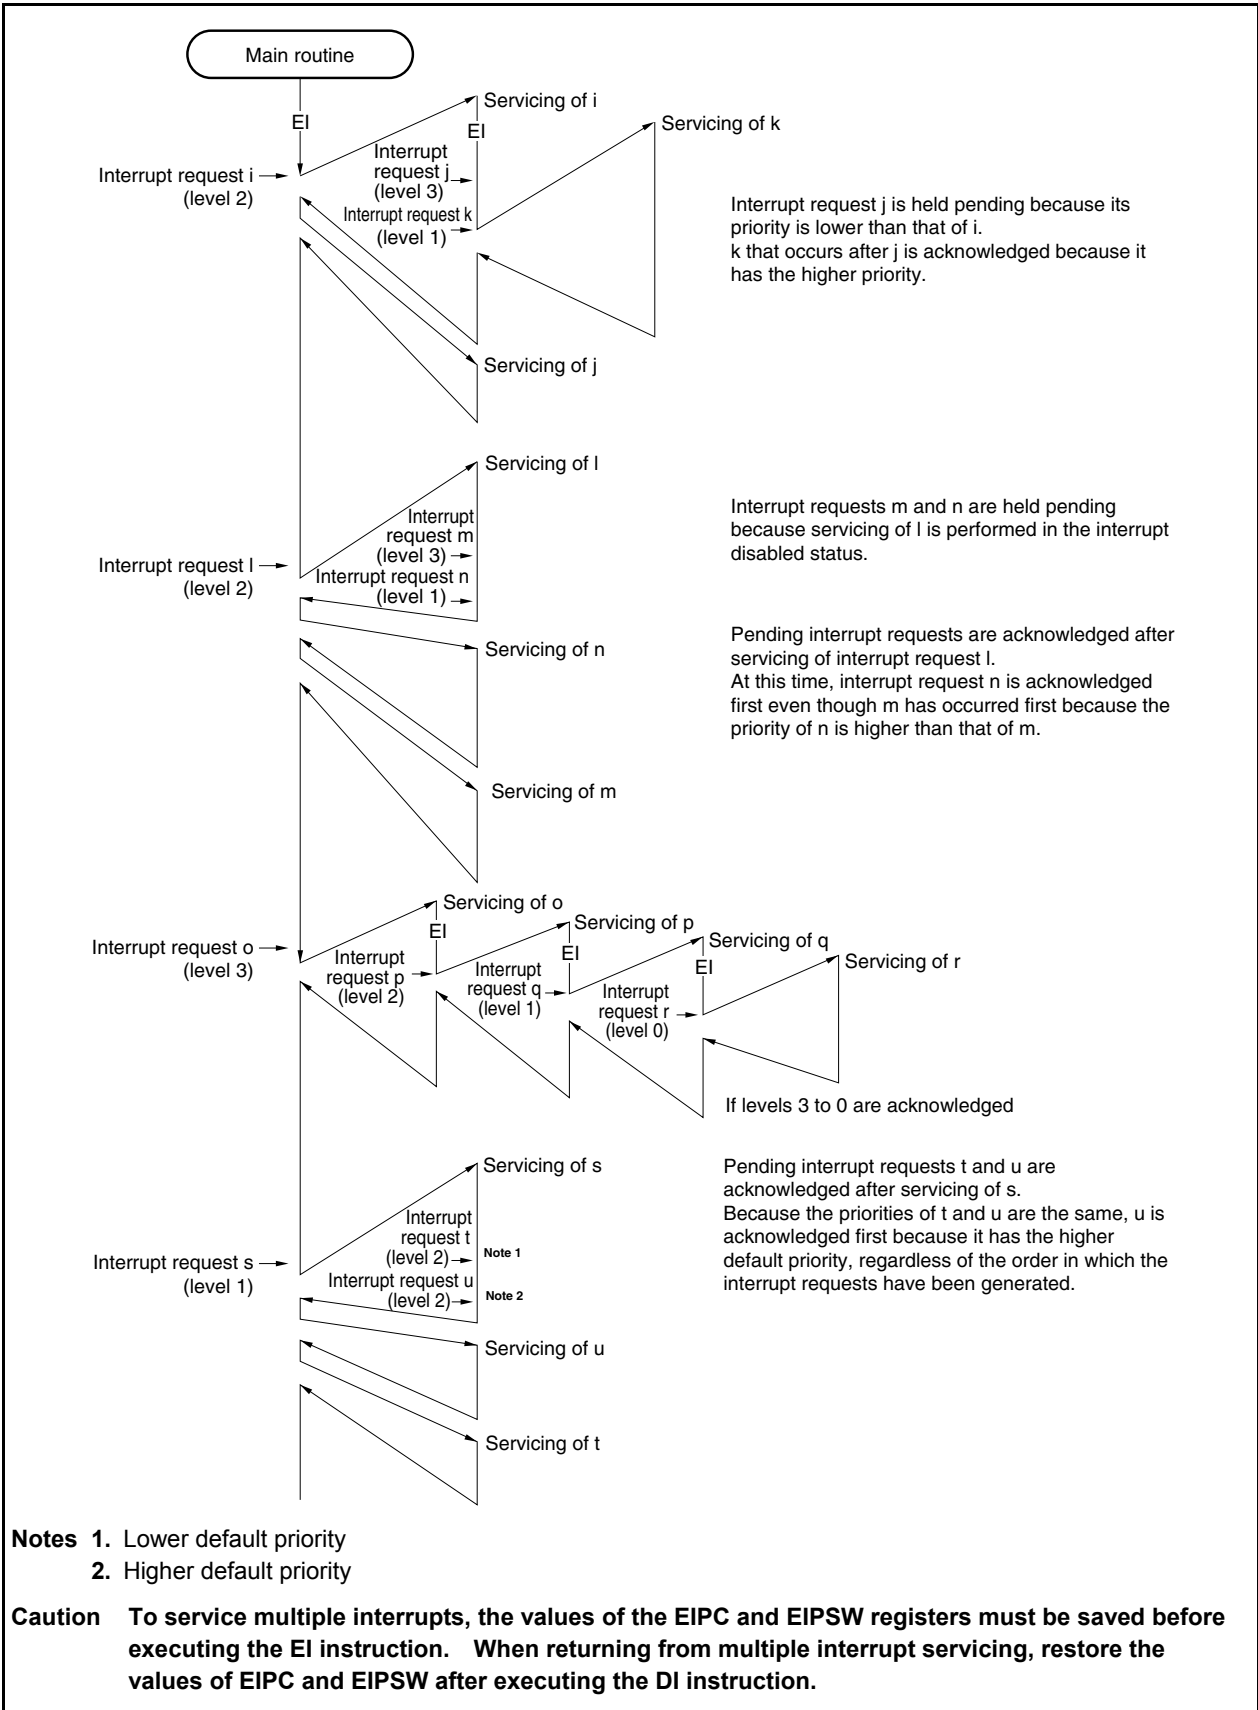 Main routine
EI
Servicing of i
EI
Servicing of k
Interrupt request i
(level 2)
Interrupt
request j
(level 3)
Interrupt request k
(level 1)
Interrupt request j is held pending because its
priority is lower than that of i.
k that occurs after j is acknowledged because it
has the higher priority.
Servicing of j
Servicing of l
Interrupt request l
(level 2)
Interrupt
request m
(level 3)
Interrupt request n
(level 1)
Interrupt requests m and n are held pending
because servicing of l is performed in the interrupt
disabled status.
Servicing of n
Pending interrupt requests are acknowledged after
servicing of interrupt request l.
At this time, interrupt request n is acknowledged
first even though m has occurred first because the
priority of n is higher than that of m.
Servicing of m
Interrupt request o
(level 3)
Servicing of o
EI
Interrupt
request p
(level 2)
Servicing of p
EI
Interrupt
request q
(level 1)
Servicing of q
EI
Interrupt
request r
(level 0)
Servicing of r
If levels 3 to 0 are acknowledged
Servicing of s
Interrupt request s
(level 1)
Interrupt
request t
(level 2)
Note 1
Interrupt request u
(level 2)
Note 2
Pending interrupt requests t and u are
acknowledged after servicing of s.
Because the priorities of t and u are the same, u is
acknowledged first because it has the higher
default priority, regardless of the order in which the
interrupt requests have been generated.
Servicing of u
Servicing of t
Notes 1. Lower default priority
2. Higher default priority
Caution To service multiple interrupts, the values of the EIPC and EIPSW registers must be saved before
executing the EI instruction. When returning from multiple interrupt servicing, restore the
values of EIPC and EIPSW after executing the DI instruction.